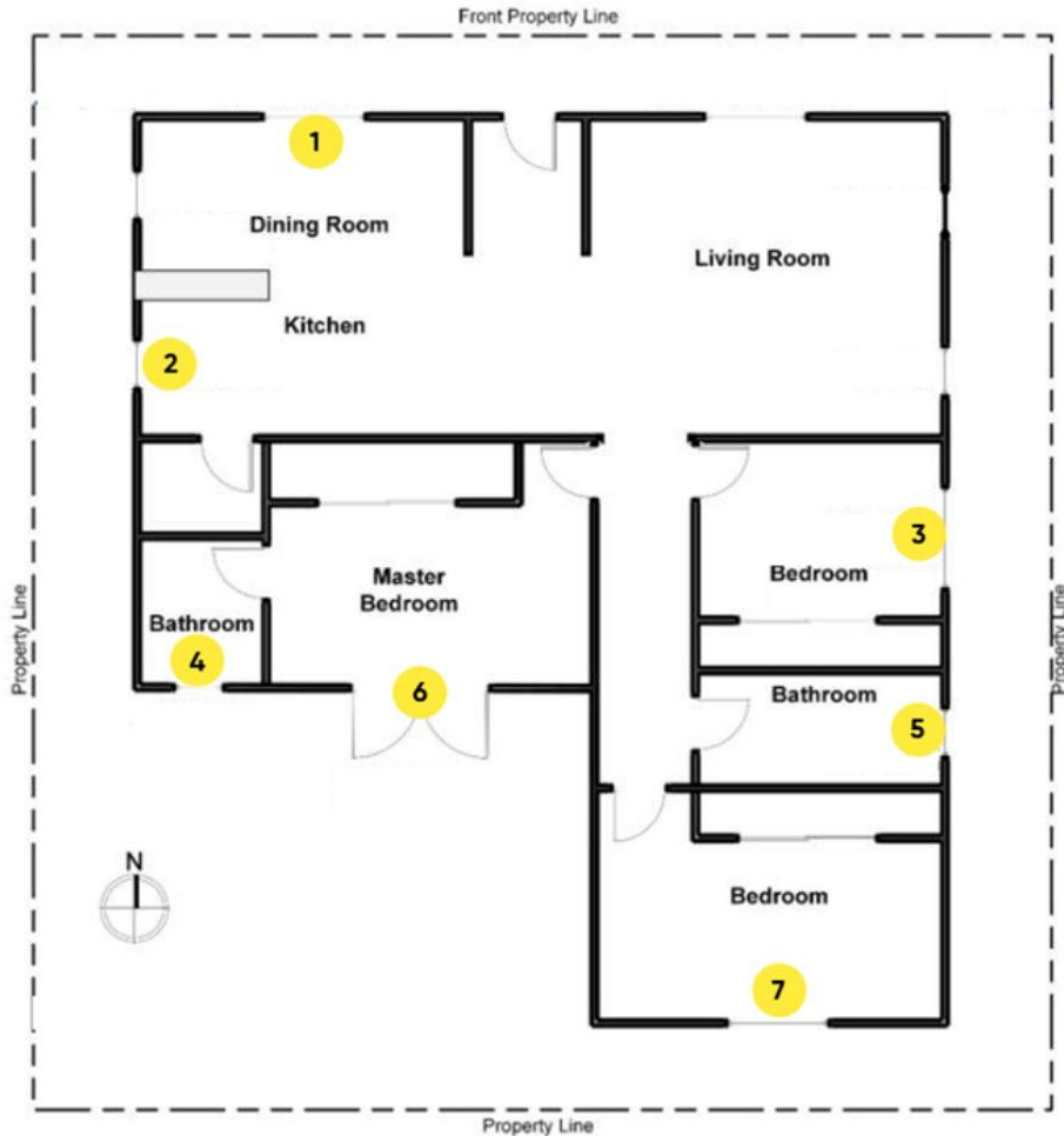 Front Property Line
1
Dining Room
Living Room
Kitchen
2
3
Bedroom
Master
Bedroom
Property Line
Property Line
Bathroom
4
6
Bathroom
5
N
Bedroom
7
Property Line